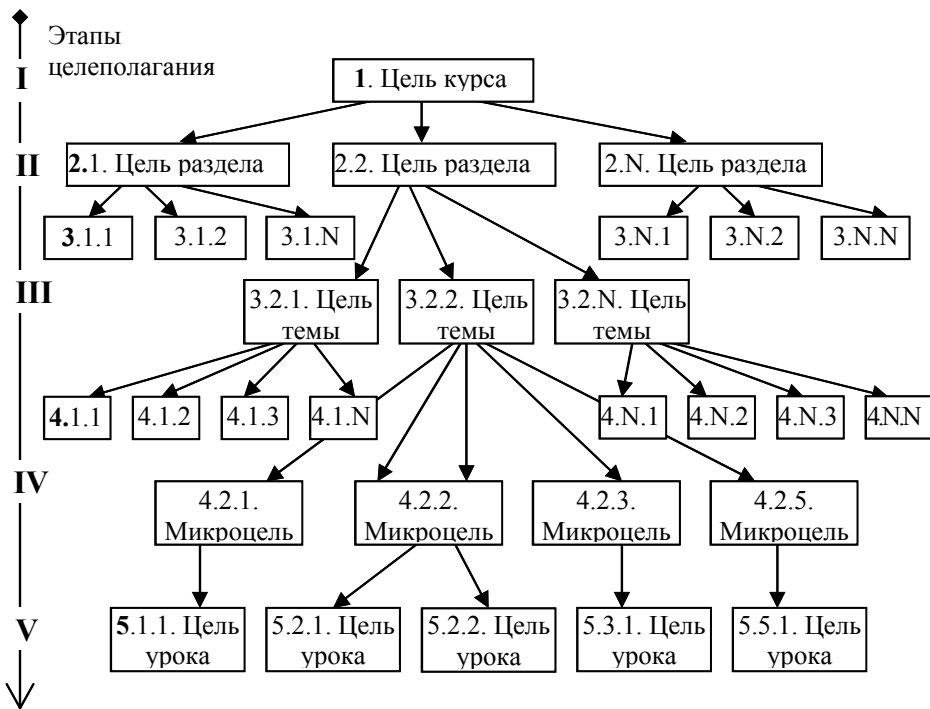 Этапы
целеполагания
I
1. Цель курса
II
2.1. Цель раздела
2.2. Цель раздела
2.N. Цель раздела
3.1.1
3.1.2
3.1.N
3.N.1
3.N.2
3.N.N
III
3.2.1. Цель
темы
3.2.2. Цель
темы
3.2.N. Цель
темы
4.1.1
4.1.2
4.1.3
4.1.N
4.N.1
4.N.2
4.N.3
4.N.N
IV
4.2.1.
Микроцель
4.2.2.
Микроцель
4.2.3.
Микроцель
4.2.5.
Микроцель
V
5.1.1. Цель
урока
5.2.1. Цель
урока
5.2.2. Цель
урока
5.3.1. Цель
урока
5.5.1. Цель
урока